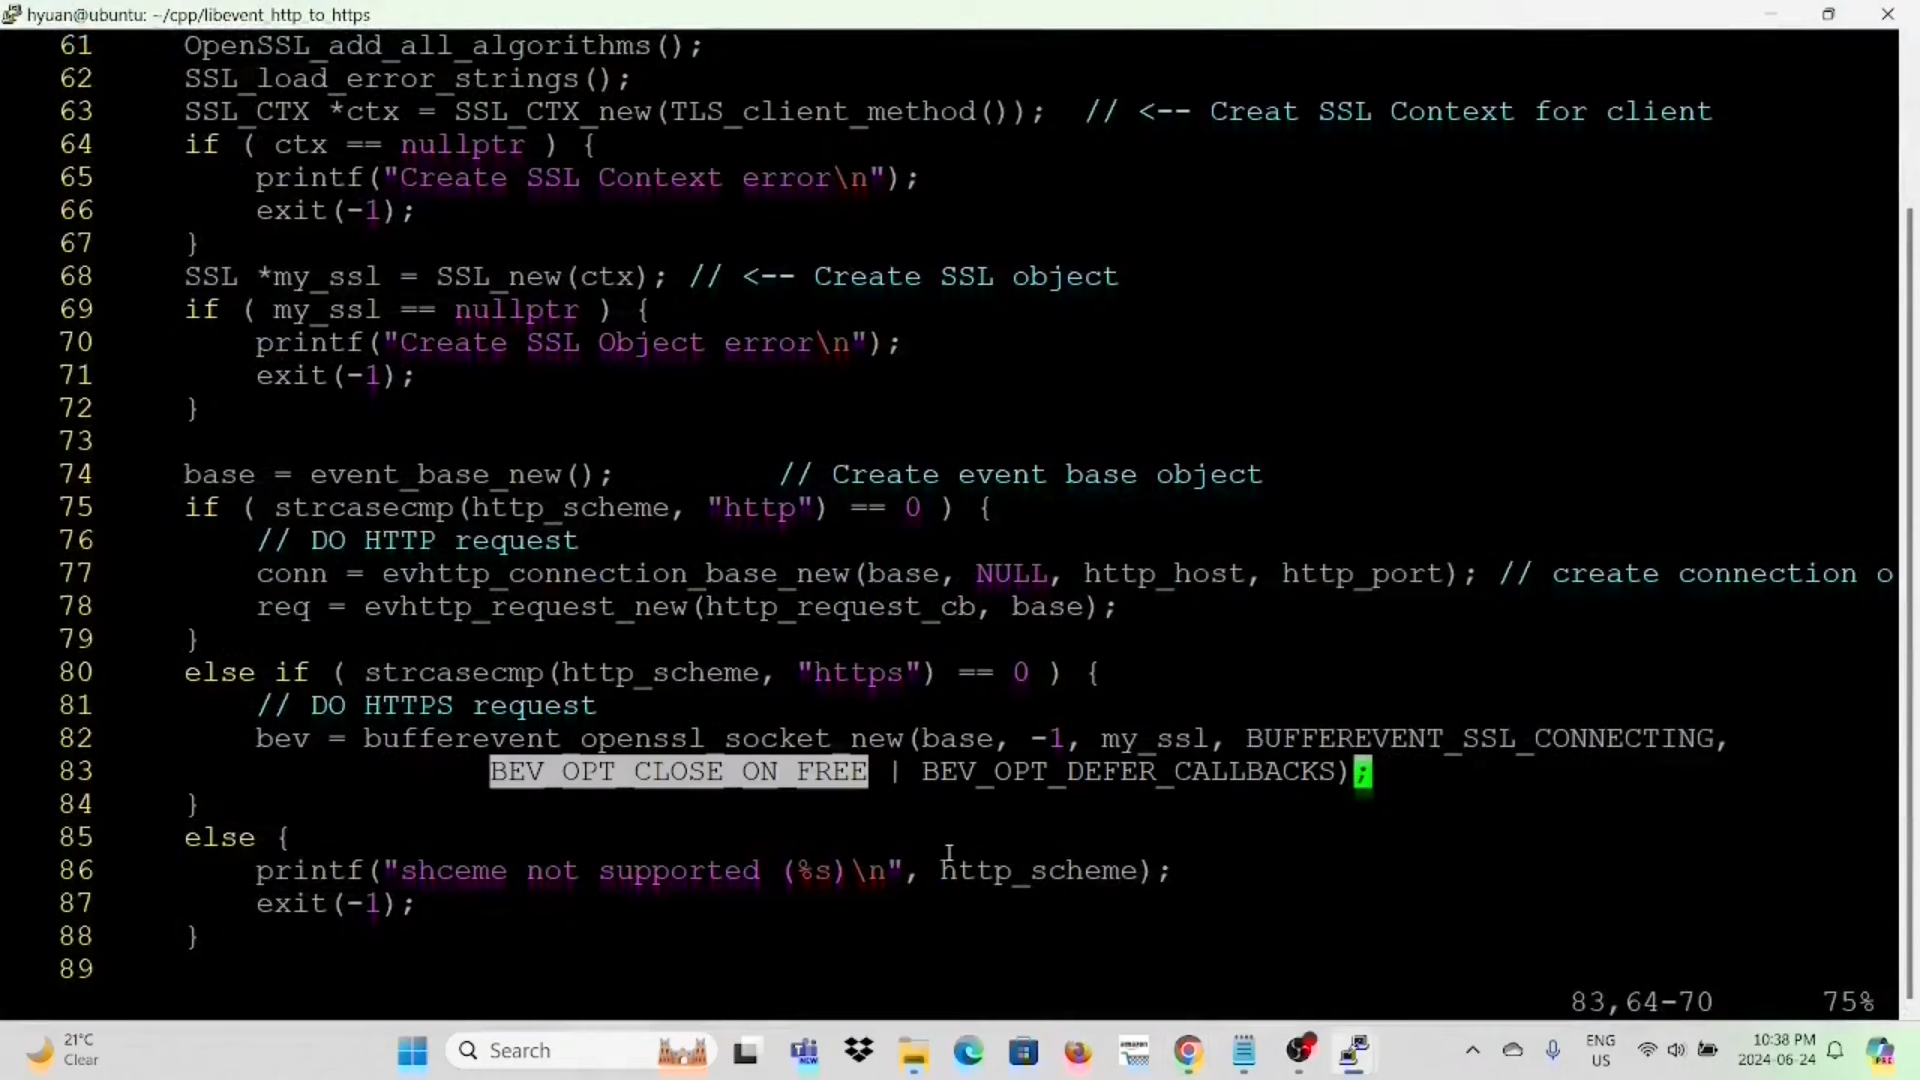 hyuan@ubuntu: ~/cpp/libevent_http_to_https
61 OpenSSL_add_all_algorithms();
62 SSL_load_error_strings();
63 SSL_CTX *ctx = SSL_CTX_new(TLS_client_method()); // <-- Creat SSL Context for client
64 if ( ctx == nullptr ) {
65 printf("Create SSL Context error\n");
66 exit(-1);
67 }
68 SSL *my_ssl = SSL_new(ctx); // <-- Create SSL object
69 if ( my_ssl == nullptr ) {
70 printf("Create SSL Object error\n");
71 exit(-1);
72 }
73
74 base = event_base_new(); // Create event base object
75 if ( strcasecmp(http_scheme, "http") == 0 ) {
76 // DO HTTP request
77 conn = evhttp_connection_base_new(base, NULL, http_host, http_port); // create connection o
78 req = evhttp_request_new(http_request_cb, base);
79 }
80 else if ( strcasecmp(http_scheme, "https") == 0 ) {
81 // DO HTTPS request
82 bev = bufferevent_openssl_socket_new(base, -1, my_ssl, BUFFEREVENT_SSL_CONNECTING,
83 BEV_OPT_CLOSE_ON_FREE | BEV_OPT_DEFER_CALLBACKS);
84 }
85 else {
86 printf("shceme not supported (%s)\n", http_scheme);
87 exit(-1);
88 }
89
83,64-70 75%
21°C
Clear
Search
NEW
amazon
ENG
US
10:38 PM
2024-06-24
PRE